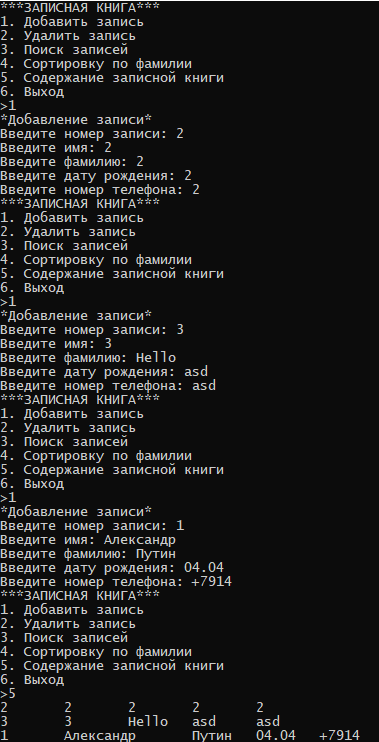 ***ЗАПИСНАЯ КНИГА***
1. Добавить запись
2. Удалить запись
3. Поиск записей
4. Сортировку по фамилии
5. Содержание записной книги
6. Выход
>1
*Добавление записи*
Введите номер записи: 2
Введите имя: 2
Введите фамилию: 2
Введите дату рождения: 2
Введите номер телефона: 2
***ЗАПИСНАЯ КНИГА***
1. Добавить запись
2. Удалить запись
3. Поиск записей
4. Сортировку по фамилии
5. Содержание записной книги
6. Выход
>1
*Добавление записи*
Введите номер записи: 3
Введите имя: 3
Введите фамилию: Hello
Введите дату рождения: asd
Введите номер телефона: asd
***ЗАПИСНАЯ КНИГА***
1. Добавить запись
2. Удалить запись
3. Поиск записей
4. Сортировку по фамилии
5. Содержание записной книги
6. Выход
>1
*Добавление записи*
Введите номер записи: 1
Введите имя: Александр
Введите фамилию: Путин
Введите дату рождения: 04.04
Введите номер телефона: +7914
***ЗАПИСНАЯ КНИГА***
1. Добавить запись
2. Удалить запись
3. Поиск записей
4. Сортировку по фамилии
5. Содержание записной книги
6. Выход
>5
2 2 2 2 2
3 3 Hello asd asd
1 Александр Путин 04.04 +7914